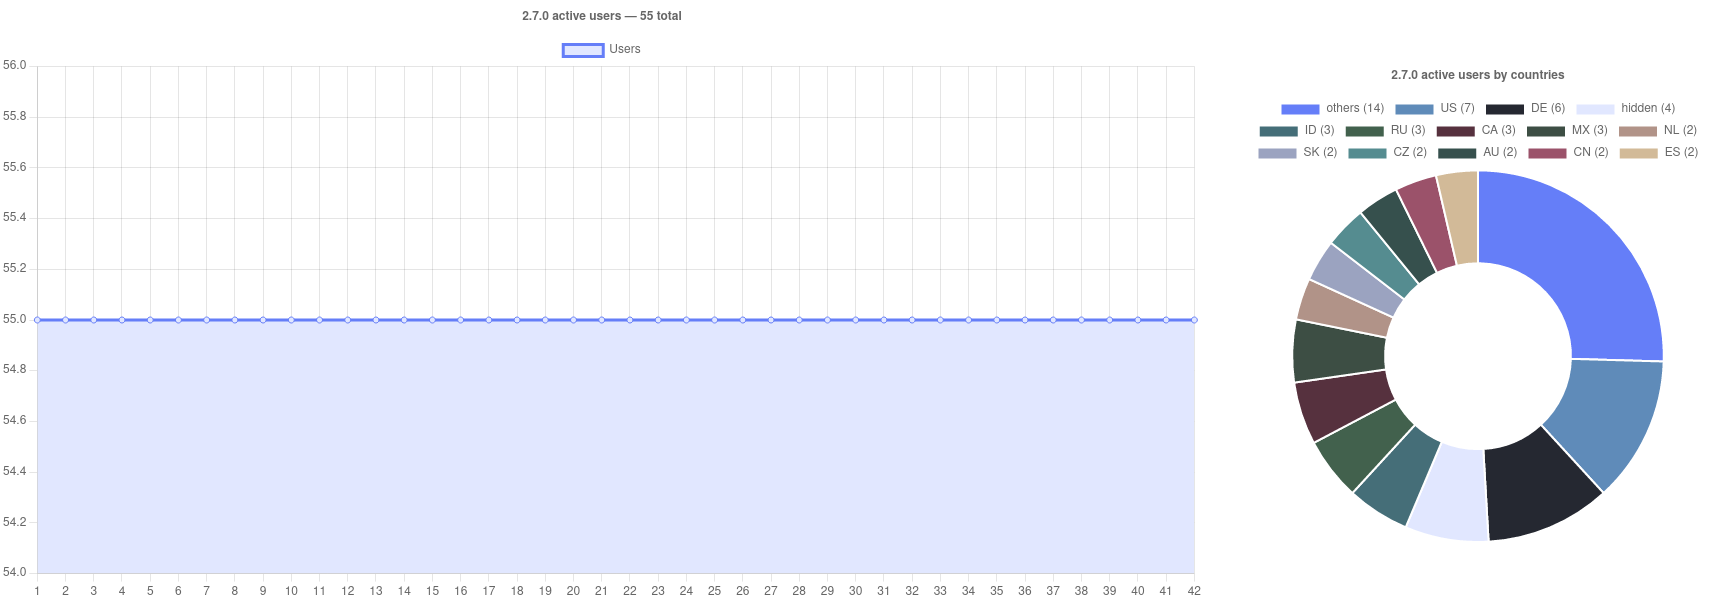 2.7.0 active users — 55 total
Users
56.0
55.8
55.6
55.4
55.2
55.0
54.8
54.6
54.4
54.2
54.0
1 2 3 4 5 6 7 8 9 10 11 12 13 14 15 16 17 18 19 20 21 22 23 24 25 26 27 28 29 30 31 32 33 34 35 36 37 38 39 40 41 42
2.7.0 active users by countries
others (14) US (7) DE (6) hidden (4)
ID (3) RU (3) CA (3) MX (3) NL (2)
SK (2) CZ (2) AU (2) CN (2) ES (2)